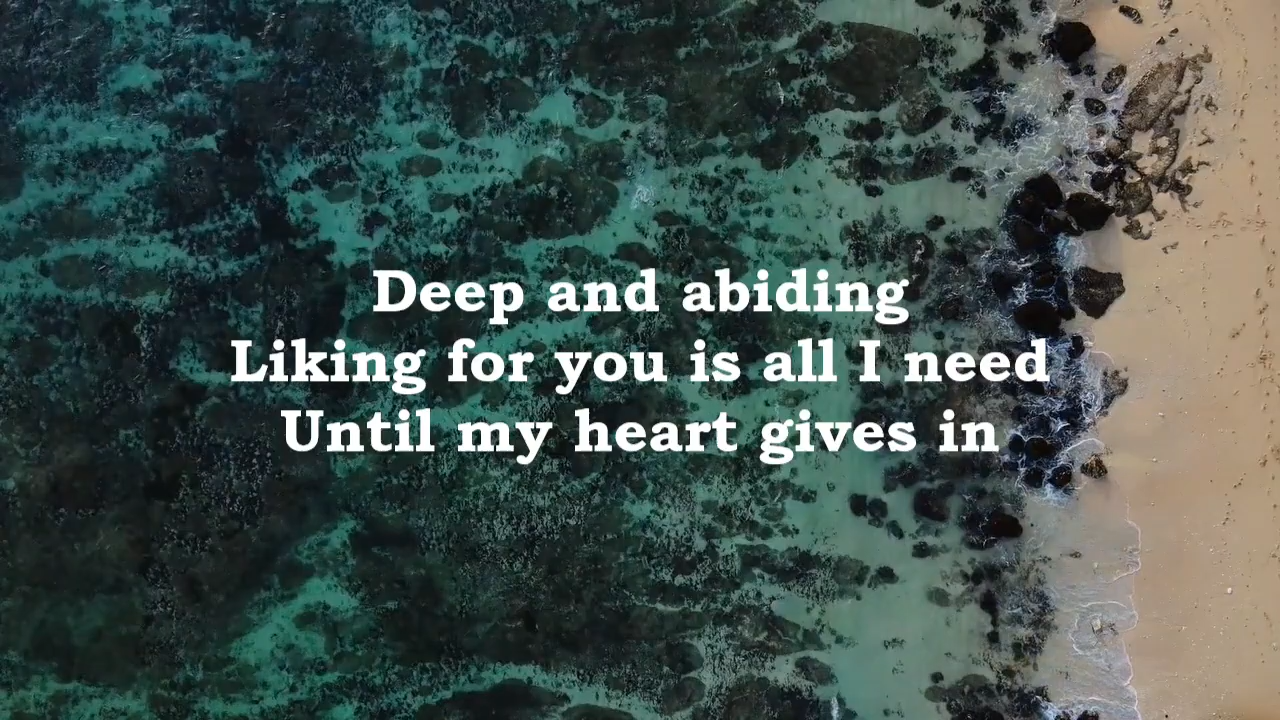 Deep and abiding
Liking for you is all I need
Until my heart gives in